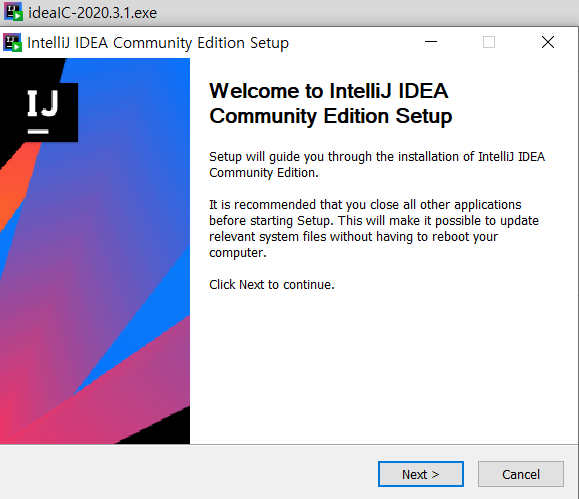 ideaIC-2020.3.1.exe
IntelliJ IDEA Community Edition Setup
IJ
Welcome to IntelliJ IDEA
Community Edition Setup
Setup will guide you through the installation of IntelliJ IDEA
Community Edition.
It is recommended that you close all other applications
before starting Setup. This will make it possible to update
relevant system files without having to reboot your
computer.
Click Next to continue.
Next >
Cancel